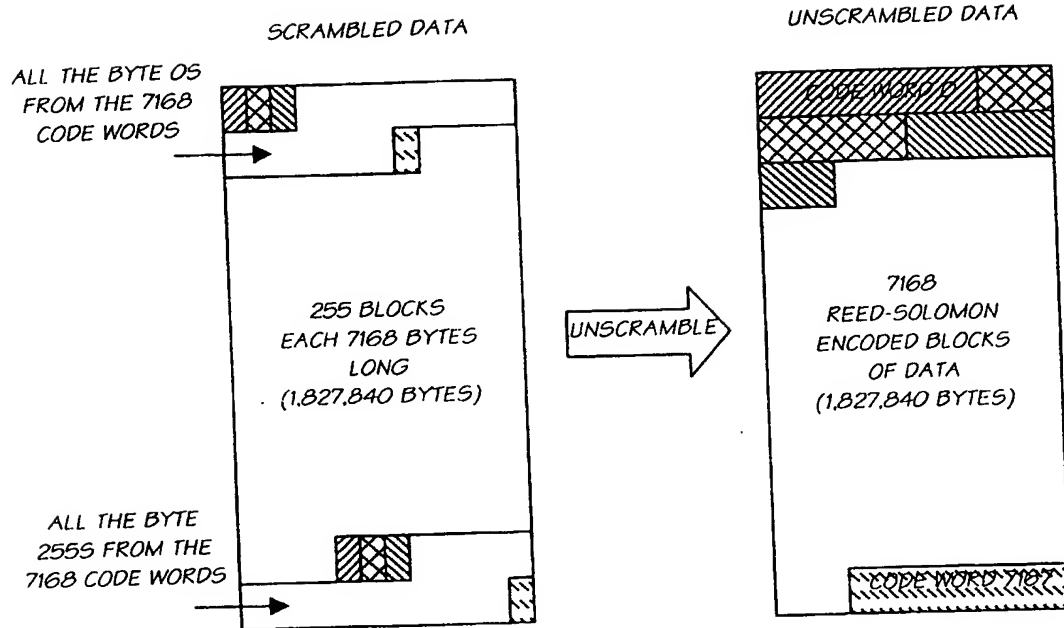 SCRAMBLED DATA
UNSCRAMBLED DATA
ALL THE BYTE 0S
FROM THE 7168
CODE WORDS
CODE WORD 0
255 BLOCKS
EACH 7168 BYTES
LONG
(1,827,840 BYTES)
UNSCRAMBLE
7168
REED-SOLOMON
ENCODED BLOCKS
OF DATA
(1,827,840 BYTES)
ALL THE BYTE
255S FROM THE
7168 CODE WORDS
CODE WORD 7167